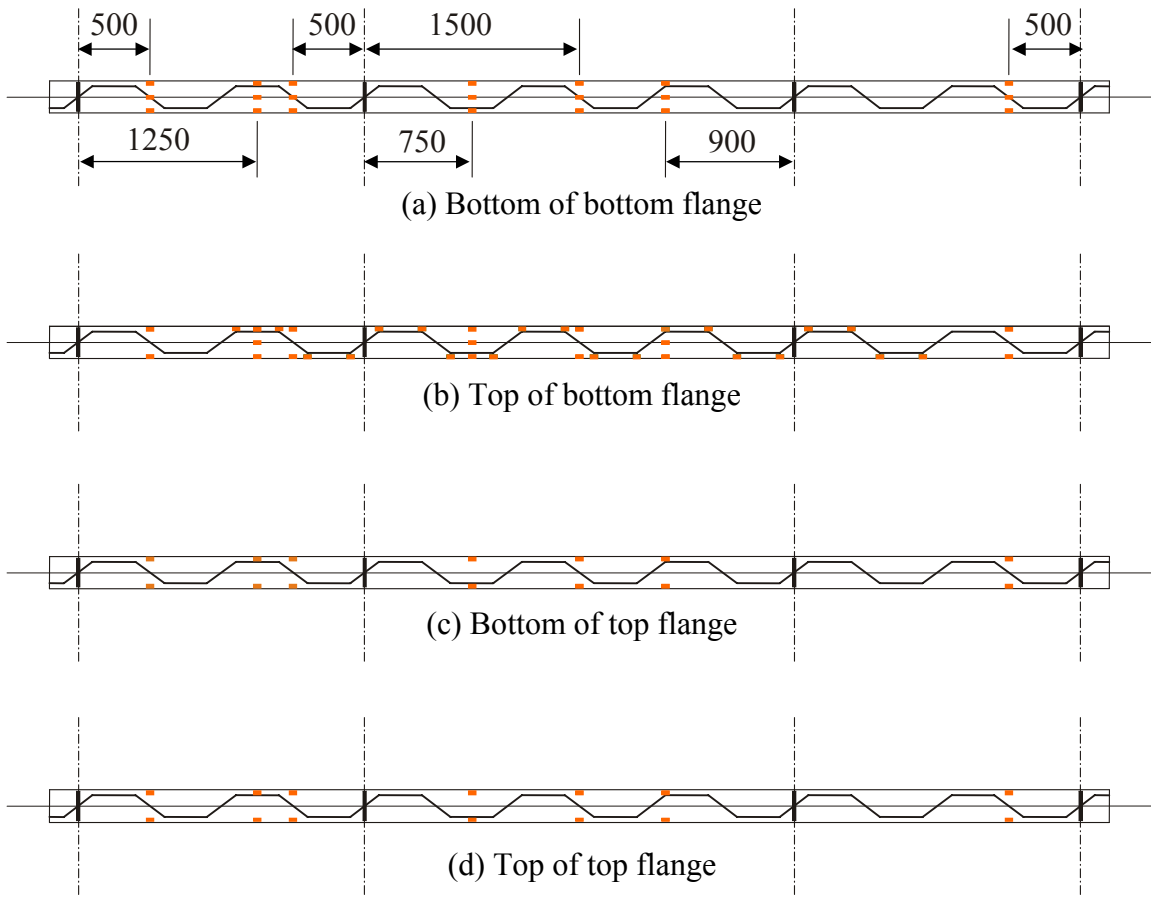 500 500 1500 500
1250 750 900
(a) Bottom of bottom flange
(b) Top of bottom flange
(c) Bottom of top flange
(d) Top of top flange